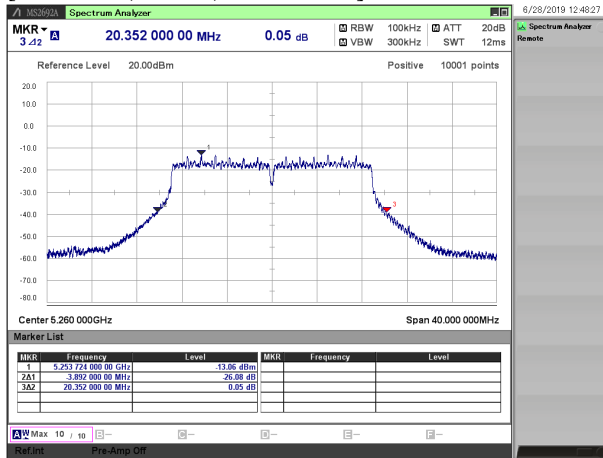 MS2692A Spectrum Analyzer
6/28/2019 12:48:27
MKR 3Δ2 A 20.352 000 00 MHz 0.05 dB
M RBW 100kHz M ATT 20dB
M VBW 300kHz SWT 12ms
Spectrum Analyzer
Remote
Reference Level 20.00dBm Positive 10001 points
20.0
10.0
0.0
-10.0
-20.0
-30.0
-40.0
-50.0
-60.0
-70.0
-80.0
1
3
Center 5.260 000GHz Span 40.000 000MHz
Marker List
MKR Frequency Level MKR Frequency Level
1 5.253 724 000 00 GHz -13.06 dBm
2Δ1 -3.892 000 00 MHz -26.08 dB
3Δ2 20.352 000 00 MHz 0.05 dB
A W Max 10 / 10 B - C - D - E - F -
Ref.Int Pre-Amp Off